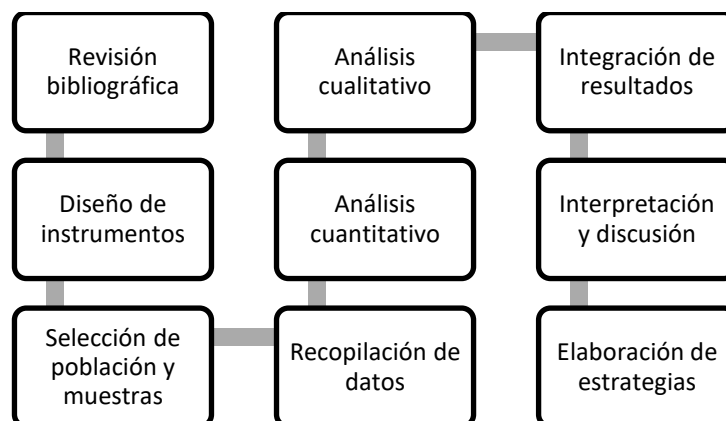 Revisión
bibliográfica
Diseño de
instrumentos
Selección de
población y
muestras
Recopilación de
datos
Análisis
cuantitativo
Análisis
cualitativo
Integración de
resultados
Interpretación
y discusión
Elaboración de
estrategias